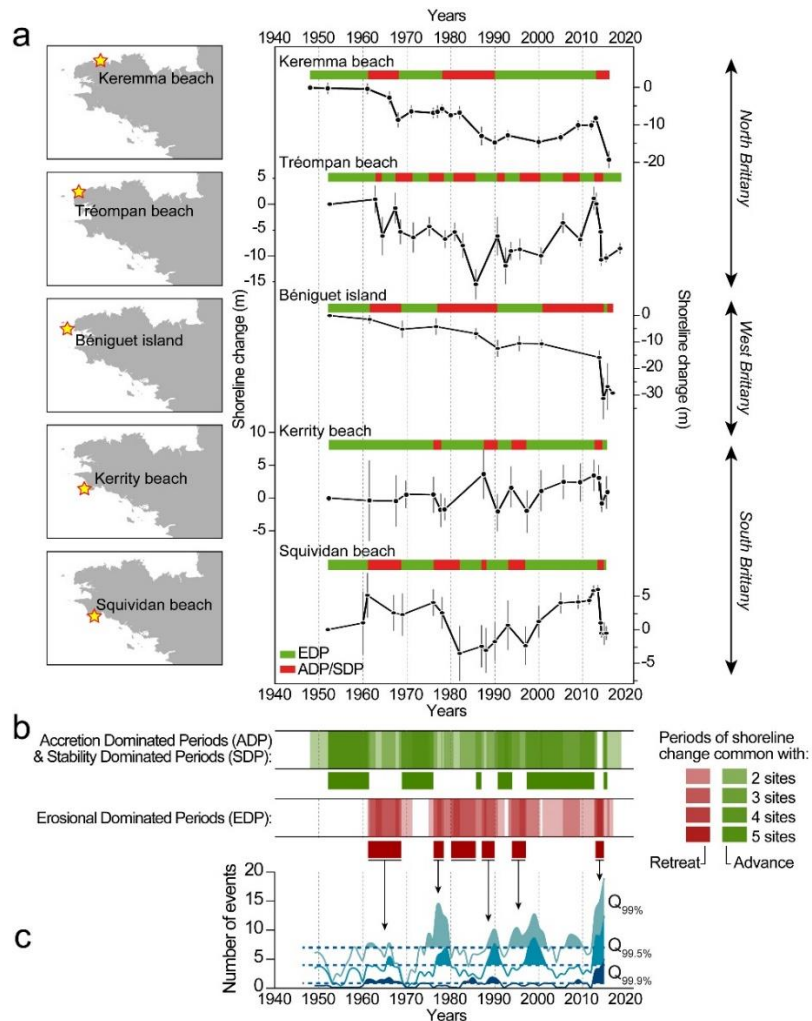 a
Years
1940 1950 1960 1970 1980 1990 2000 2010 2020
Keremma beach
Keremma beach
0
-10
-20
North Brittany
Tréompan beach
Tréompan beach
5
0
-5
-10
-15
Béniguet island
Béniguet island
0
-10
-20
-30
West Brittany
Shoreline change (m)
Shoreline change (m)
Kerrity beach
Kerrity beach
10
5
0
-5
South Brittany
Squividan beach
Squividan beach
5
0
-5
EDP
ADP/SDP
1940 1950 1960 1970 1980 1990 2000 2010 2020
Years
b
Accretion Dominated Periods (ADP)
& Stability Dominated Periods (SDP):
Erosional Dominated Periods (EDP):
Periods of shoreline
change common with:
2 sites
3 sites
4 sites
5 sites
Retreat
Advance
c
Number of events
20
15
10
5
0
Q99%
Q99.5%
Q99.9%
1940 1950 1960 1970 1980 1990 2000 2010 2020
Years